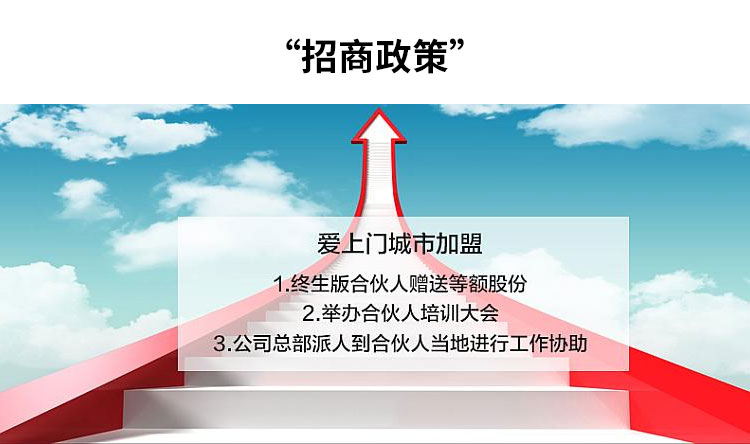 “招商政策”
爱上门城市加盟
1.终生版合伙人赠送等额股份
2.举办合伙人培训大会
3.公司总部派人到合伙人当地进行工作协助